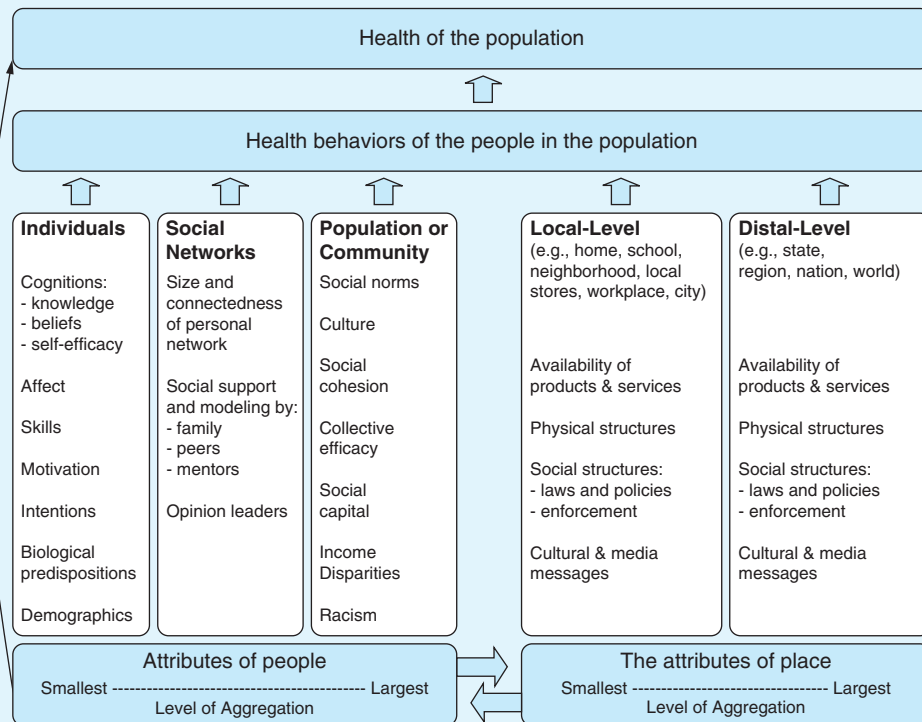 Health of the population
Health behaviors of the people in the population
Individuals
Cognitions:
- knowledge
- beliefs
- self-efficacy
Affect
Skills
Motivation
Intentions
Biological
predispositions
Demographics
Social
Networks
Size and
connectedness
of personal
network
Social support
and modeling by:
- family
- peers
- mentors
Opinion leaders
Population or
Community
Social norms
Culture
Social
cohesion
Collective
efficacy
Social
capital
Income
Disparities
Racism
Local-Level
(e.g., home, school,
neighborhood, local
stores, workplace, city)
Availability of
products & services
Physical structures
Social structures:
- laws and policies
- enforcement
Cultural & media
messages
Distal-Level
(e.g., state,
region, nation, world)
Availability of
products & services
Physical structures
Social structures:
- laws and policies
- enforcement
Cultural & media
messages
Attributes of people
Smallest ---------------------------------------------- Largest
Level of Aggregation
The attributes of place
Smallest ----------------------------- Largest
Level of Aggregation